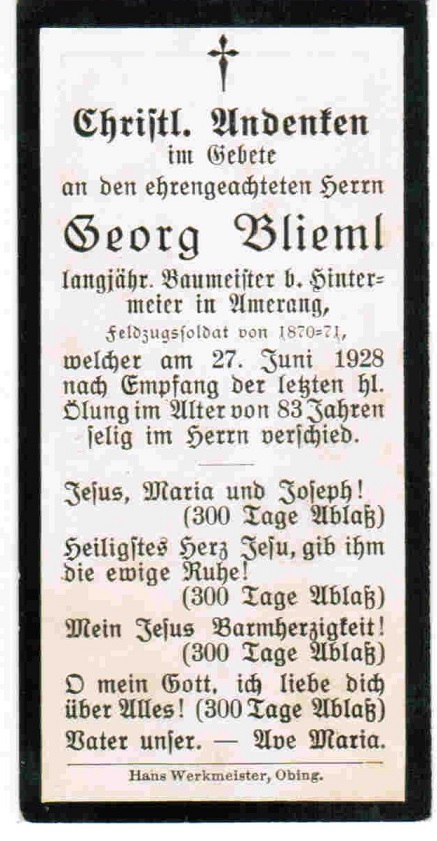 Christl. Andenken
im Gebete
an den ehrengeachteten Herrn
Georg Blieml
langjähr. Baumeister b. Hinter-
meier in Amerang,
Feldzugssoldat von 1870-71,
welcher am 27. Juni 1928
nach Empfang der letzten hl.
Ölung im Alter von 83 Jahren
selig im Herrn verschied.
Jesus, Maria und Joseph!
(300 Tage Ablaß)
Heiligstes Herz Jesu, gib ihm
die ewige Ruhe!
(300 Tage Ablaß)
Mein Jesus Barmherzigkeit!
(300 Tage Ablaß)
O mein Gott, ich liebe dich
über Alles! (300 Tage Ablaß)
Vater unser. — Ave Maria.
Hans Werkmeister, Obing.